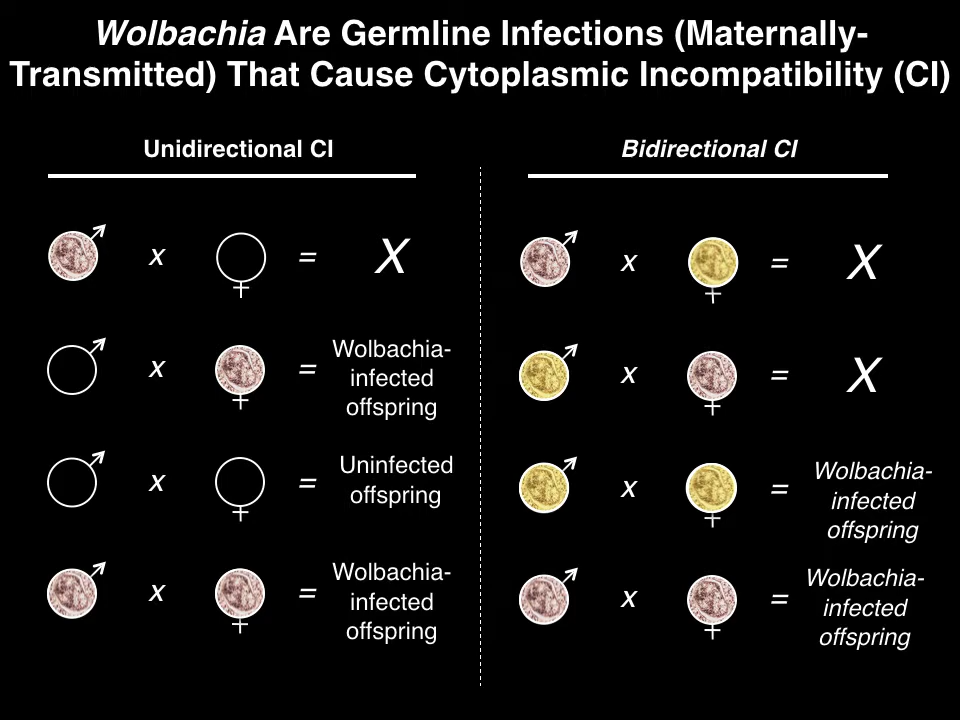 Wolbachia Are Germline Infections (Maternally-
Transmitted) That Cause Cytoplasmic Incompatibility (CI)
Unidirectional CI
x = X
x = Wolbachia-
infected
offspring
x = Uninfected
offspring
x = Wolbachia-
infected
offspring
Bidirectional CI
x = X
x = X
x = Wolbachia-
infected
offspring
x = Wolbachia-
infected
offspring